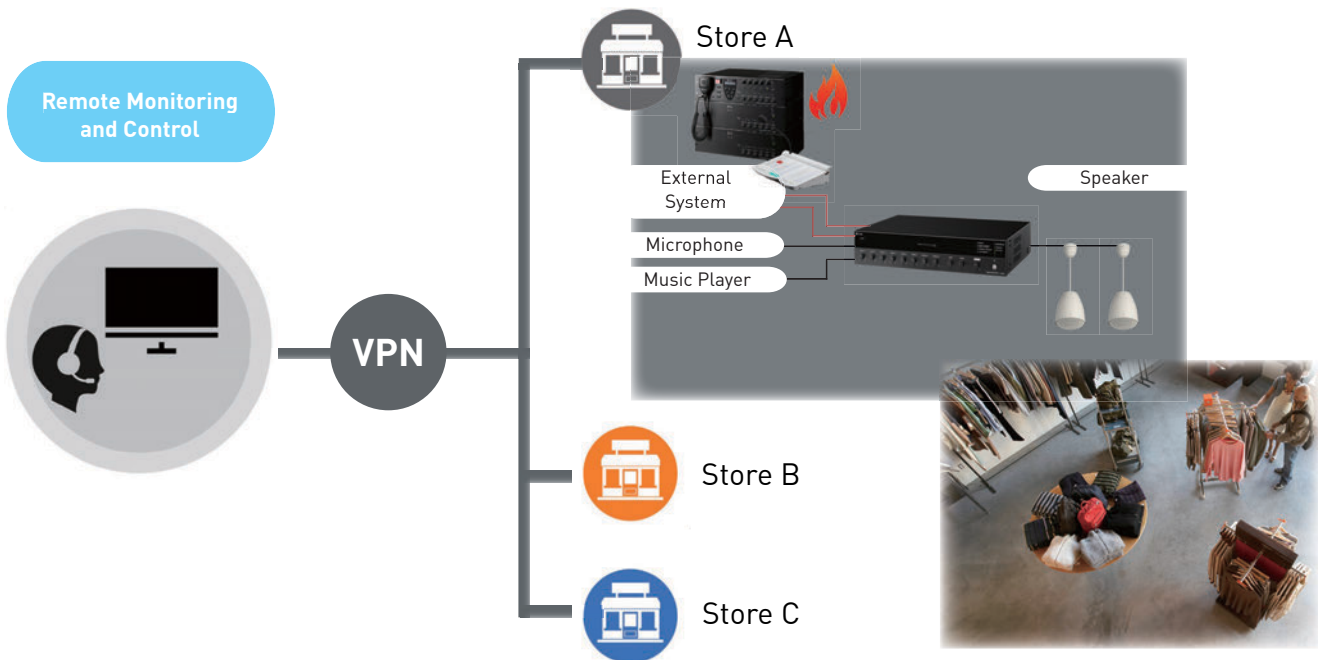 Store A
Remote Monitoring
and Control
External
System
Speaker
Microphone
Music Player
VPN
Store B
Store C